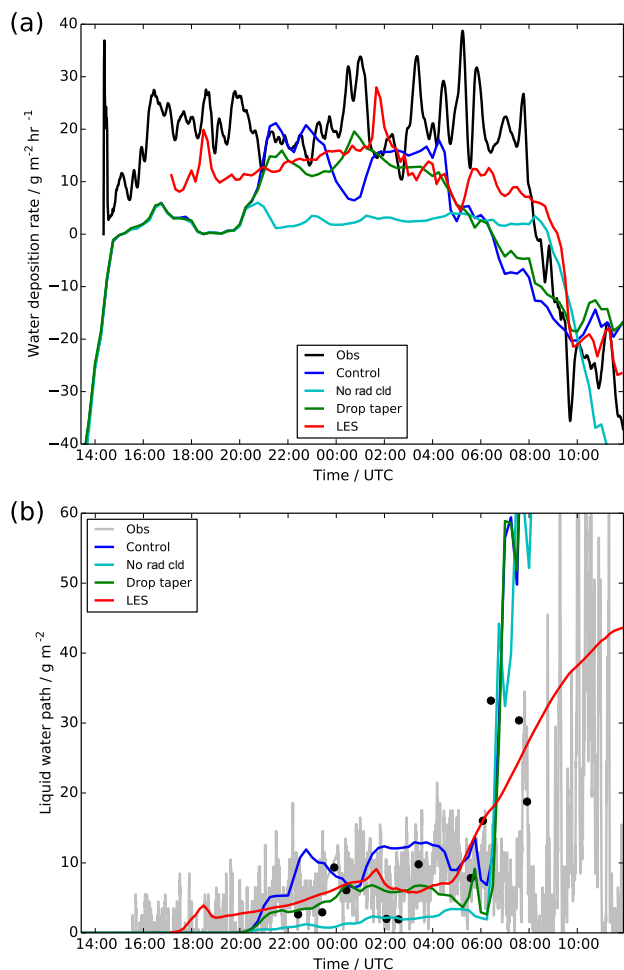 (a)
Water deposition rate / g m⁻² hr⁻¹
40
30
20
10
0
−10
−20
−30
−40
Obs
Control
No rad cld
Drop taper
LES
14:00 16:00 18:00 20:00 22:00 00:00 02:00 04:00 06:00 08:00 10:00
Time / UTC
(b)
Liquid water path / g m⁻²
60
50
40
30
20
10
0
Obs
Control
No rad cld
Drop taper
LES
14:00 16:00 18:00 20:00 22:00 00:00 02:00 04:00 06:00 08:00 10:00
Time / UTC